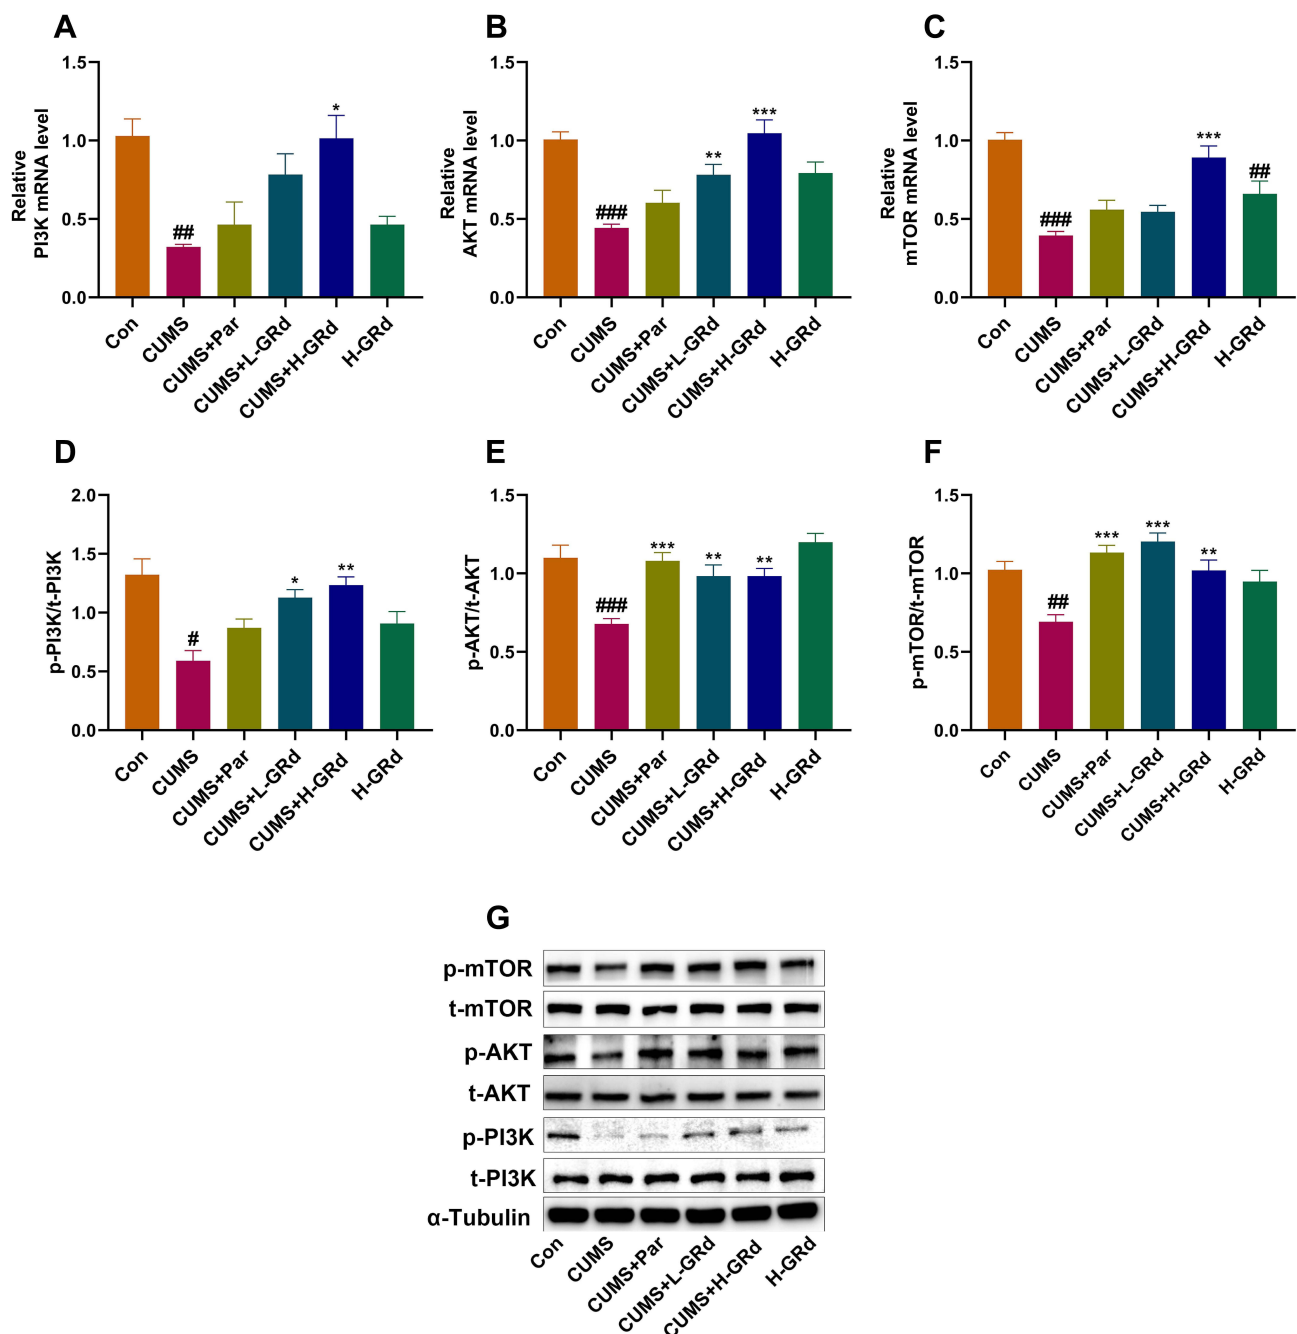 A
Relative
PI3K mRNA level
1.5
1.0
0.5
0.0
##
*
Con
CUMS
CUMS+Par
CUMS+L-GRd
CUMS+H-GRd
H-GRd
B
Relative
AKT mRNA level
1.5
1.0
0.5
0.0
###
**
***
Con
CUMS
CUMS+Par
CUMS+L-GRd
CUMS+H-GRd
H-GRd
C
Relative
mTOR mRNA level
1.5
1.0
0.5
0.0
###
***
##
Con
CUMS
CUMS+Par
CUMS+L-GRd
CUMS+H-GRd
H-GRd
D
p-PI3K/t-PI3K
2.0
1.5
1.0
0.5
0.0
#
*
**
Con
CUMS
CUMS+Par
CUMS+L-GRd
CUMS+H-GRd
H-GRd
E
p-AKT/t-AKT
1.5
1.0
0.5
0.0
###
***
**
**
Con
CUMS
CUMS+Par
CUMS+L-GRd
CUMS+H-GRd
H-GRd
F
p-mTOR/t-mTOR
1.5
1.0
0.5
0.0
##
***
***
**
Con
CUMS
CUMS+Par
CUMS+L-GRd
CUMS+H-GRd
H-GRd
G
p-mTOR
t-mTOR
p-AKT
t-AKT
p-PI3K
t-PI3K
α-Tubulin
Con
CUMS
CUMS+Par
CUMS+L-GRd
CUMS+H-GRd
H-GRd